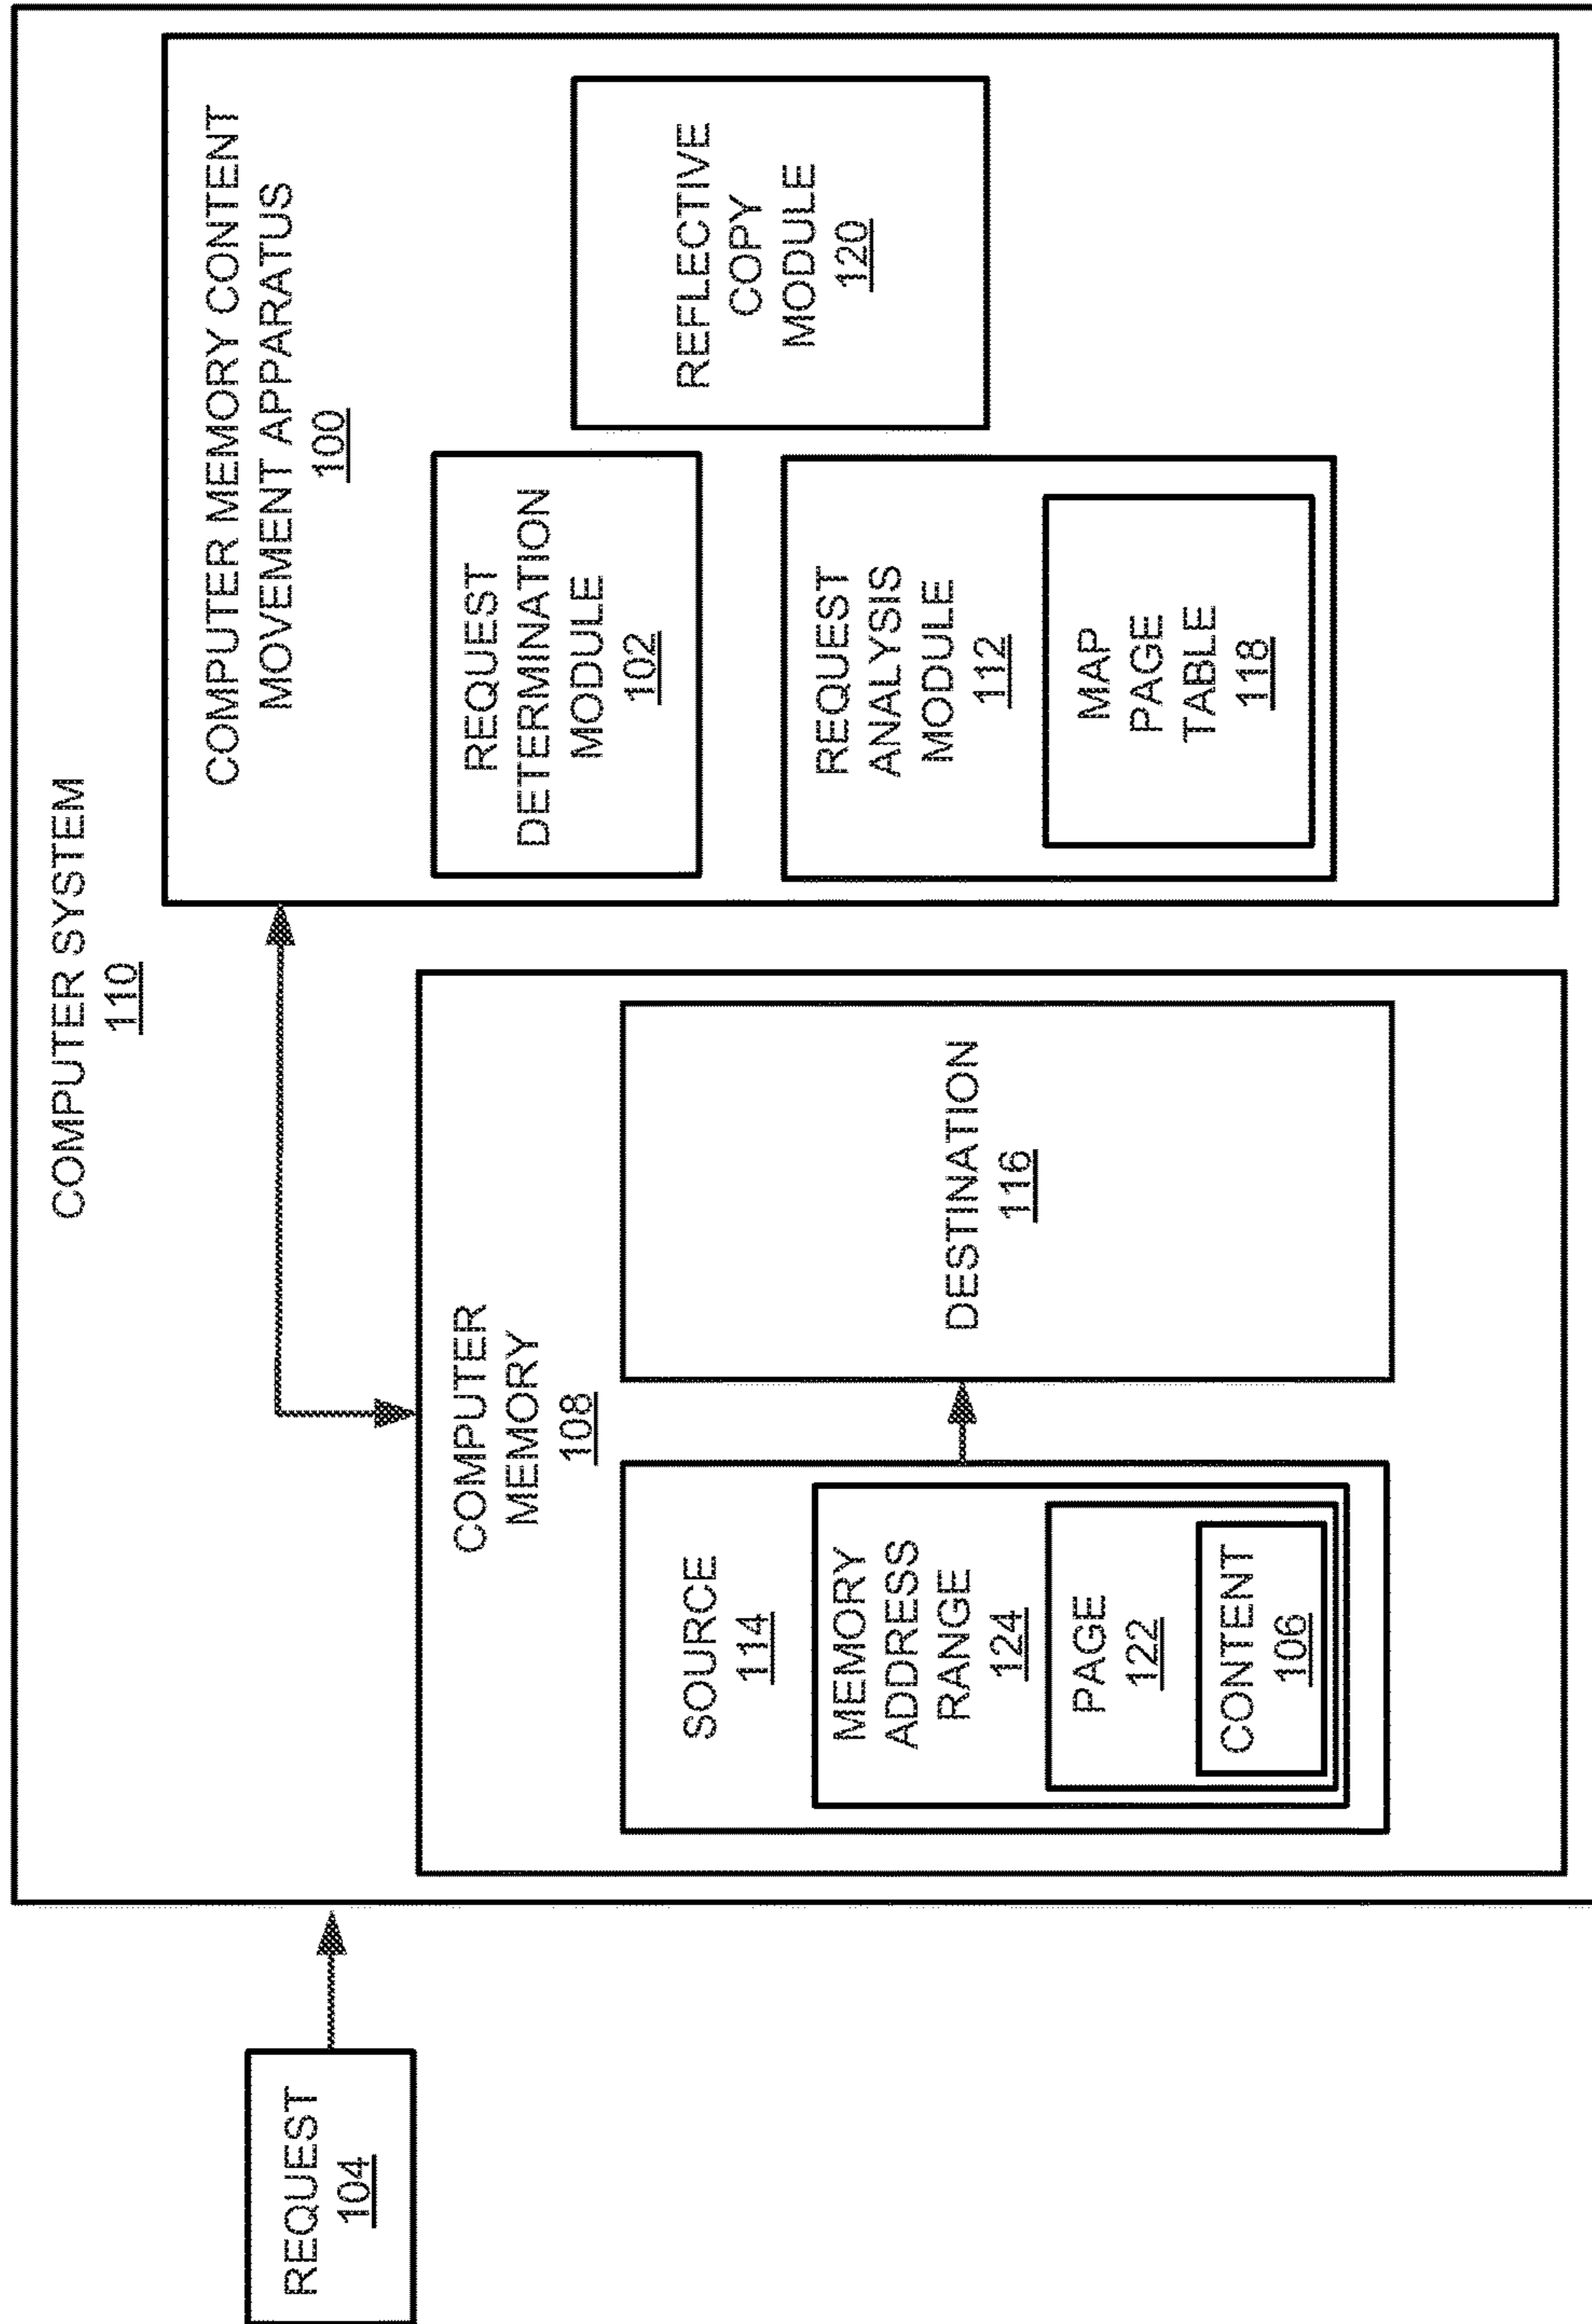 COMPUTER SYSTEM
110
REQUEST
104
COMPUTER
MEMORY
108
SOURCE
114
MEMORY
ADDRESS
RANGE
124
PAGE
122
CONTENT
106
DESTINATION
116
COMPUTER MEMORY CONTENT
MOVEMENT APPARATUS
100
REQUEST
DETERMINATION
MODULE
102
REFLECTIVE
COPY
MODULE
120
REQUEST
ANALYSIS
MODULE
112
MAP
PAGE
TABLE
118